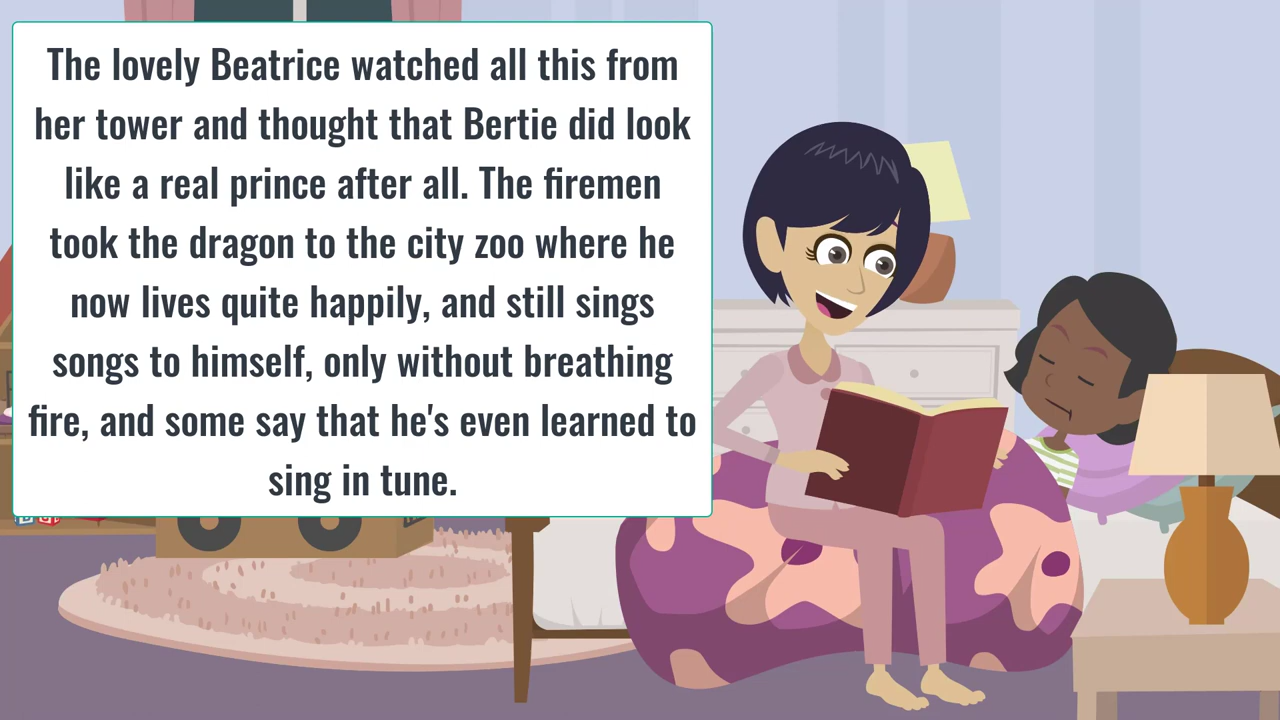 The lovely Beatrice watched all this from
her tower and thought that Bertie did look
like a real prince after all. The firemen
took the dragon to the city zoo where he
now lives quite happily, and still sings
songs to himself, only without breathing
fire, and some say that he's even learned to
sing in tune.